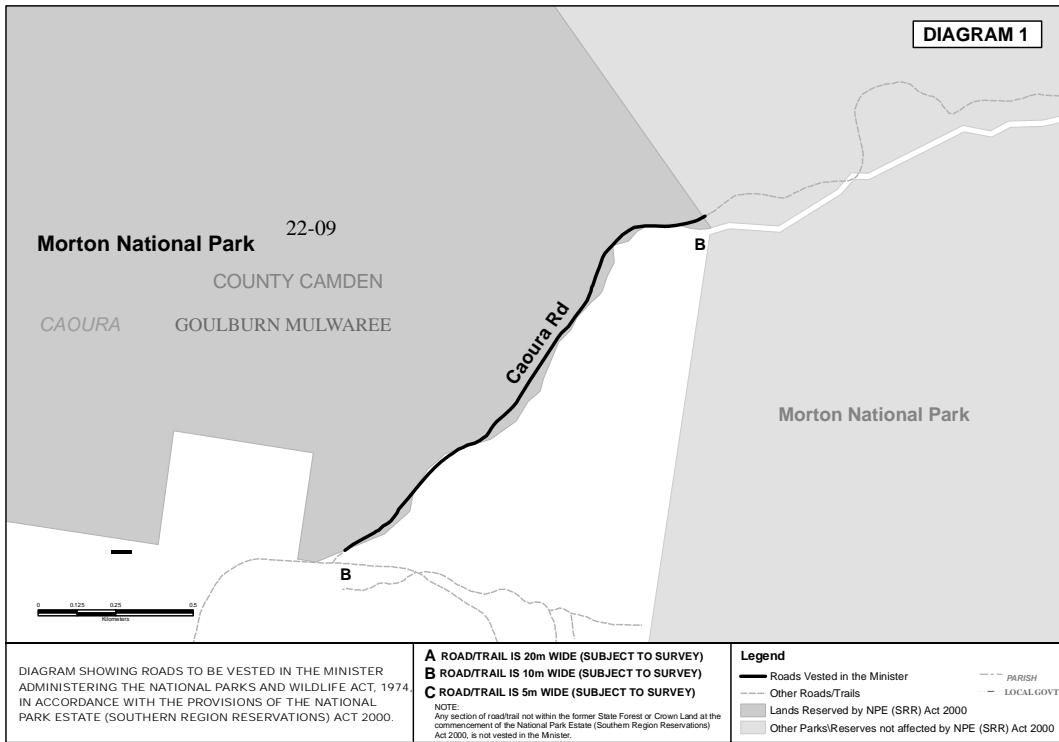 DIAGRAM 1
Morton National Park
22-09
COUNTY CAMDEN
CAOURA
GOULBURN MULWAREE
B
Caoura Rd
Morton National Park
B
0 0.125 0.25 0.5
Kilometers
DIAGRAM SHOWING ROADS TO BE VESTED IN THE MINISTER
ADMINISTERING THE NATIONAL PARKS AND WILDLIFE ACT, 1974,
IN ACCORDANCE WITH THE PROVISIONS OF THE NATIONAL
PARK ESTATE (SOUTHERN REGION RESERVATIONS) ACT 2000.
A ROAD/TRAIL IS 20m WIDE (SUBJECT TO SURVEY)
B ROAD/TRAIL IS 10m WIDE (SUBJECT TO SURVEY)
C ROAD/TRAIL IS 5m WIDE (SUBJECT TO SURVEY)
NOTE:
Any section of road/trail not within the former State Forest or Crown Land at the
commencement of the National Park Estate (Southern Region Reservations)
Act 2000, is not vested in the Minister.
Legend
Roads Vested in the Minister
Other Roads/Trails
Lands Reserved by NPE (SRR) Act 2000
Other Parks\Reserves not affected by NPE (SRR) Act 2000
PARISH
LOCAL GOVT